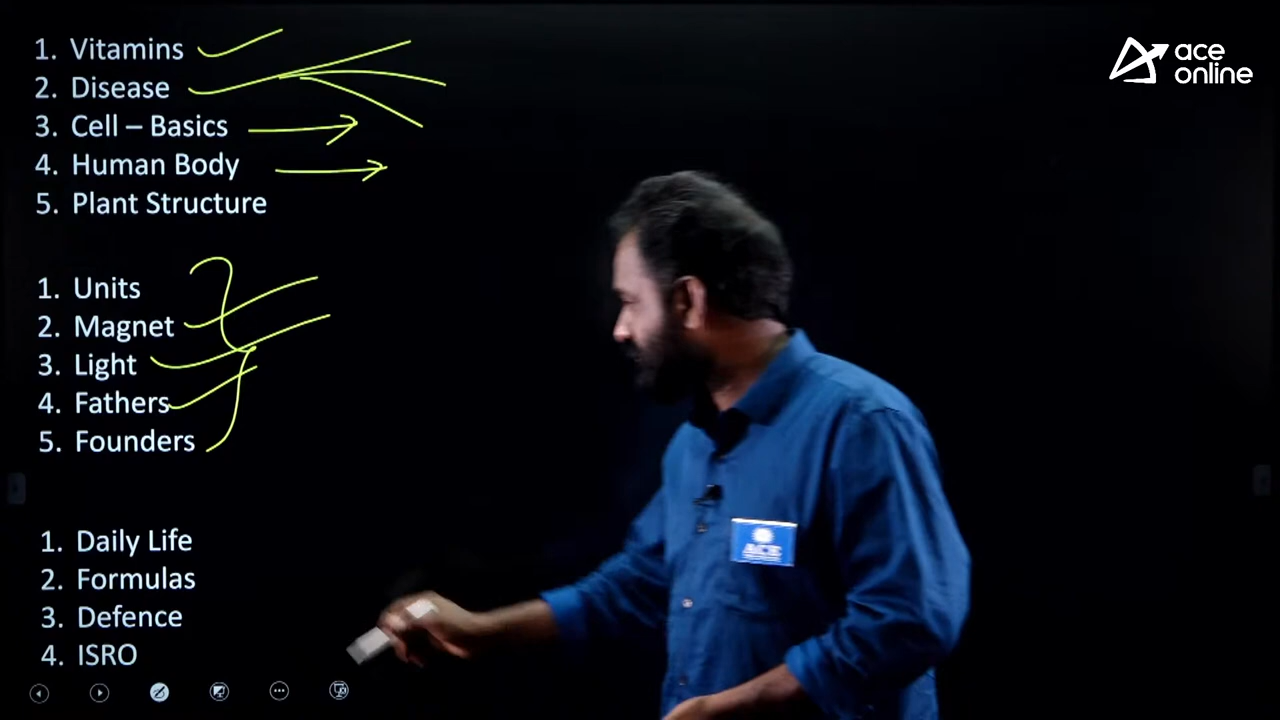 1. Vitamins
2. Disease
3. Cell – Basics
4. Human Body
5. Plant Structure
1. Units
2. Magnet
3. Light
4. Fathers
5. Founders
1. Daily Life
2. Formulas
3. Defence
4. ISRO
ace
online
ACE